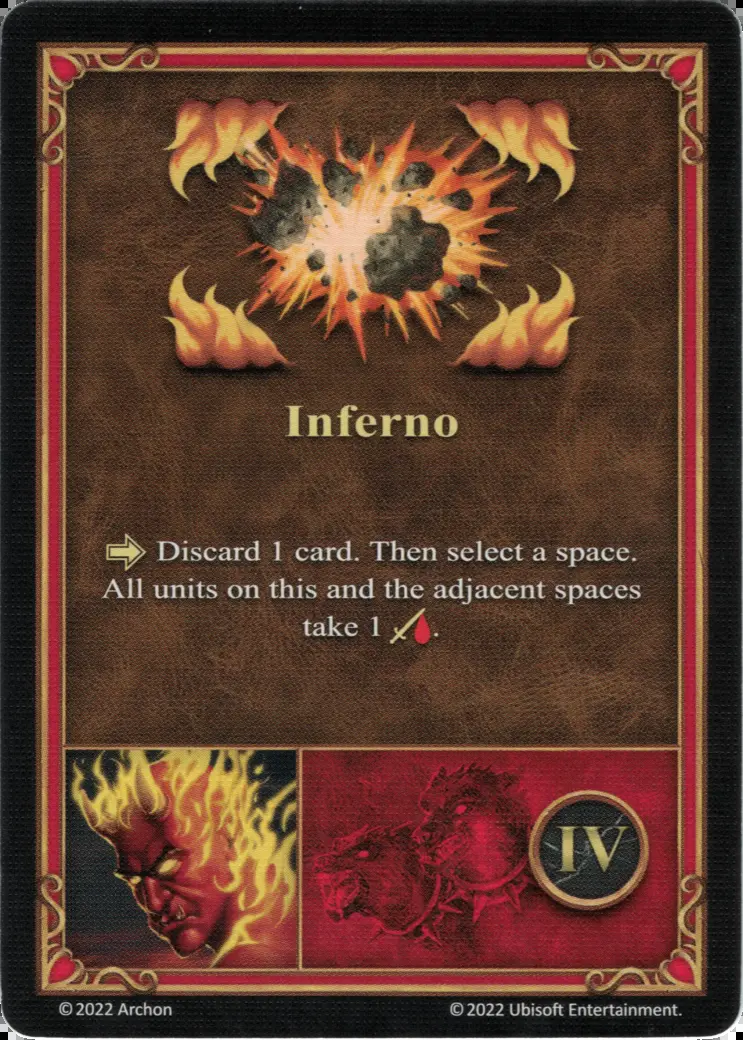 Inferno
Discard 1 card. Then select a space.
All units on this and the adjacent spaces
take 1 .
IV
© 2022 Archon
© 2022 Ubisoft Entertainment.